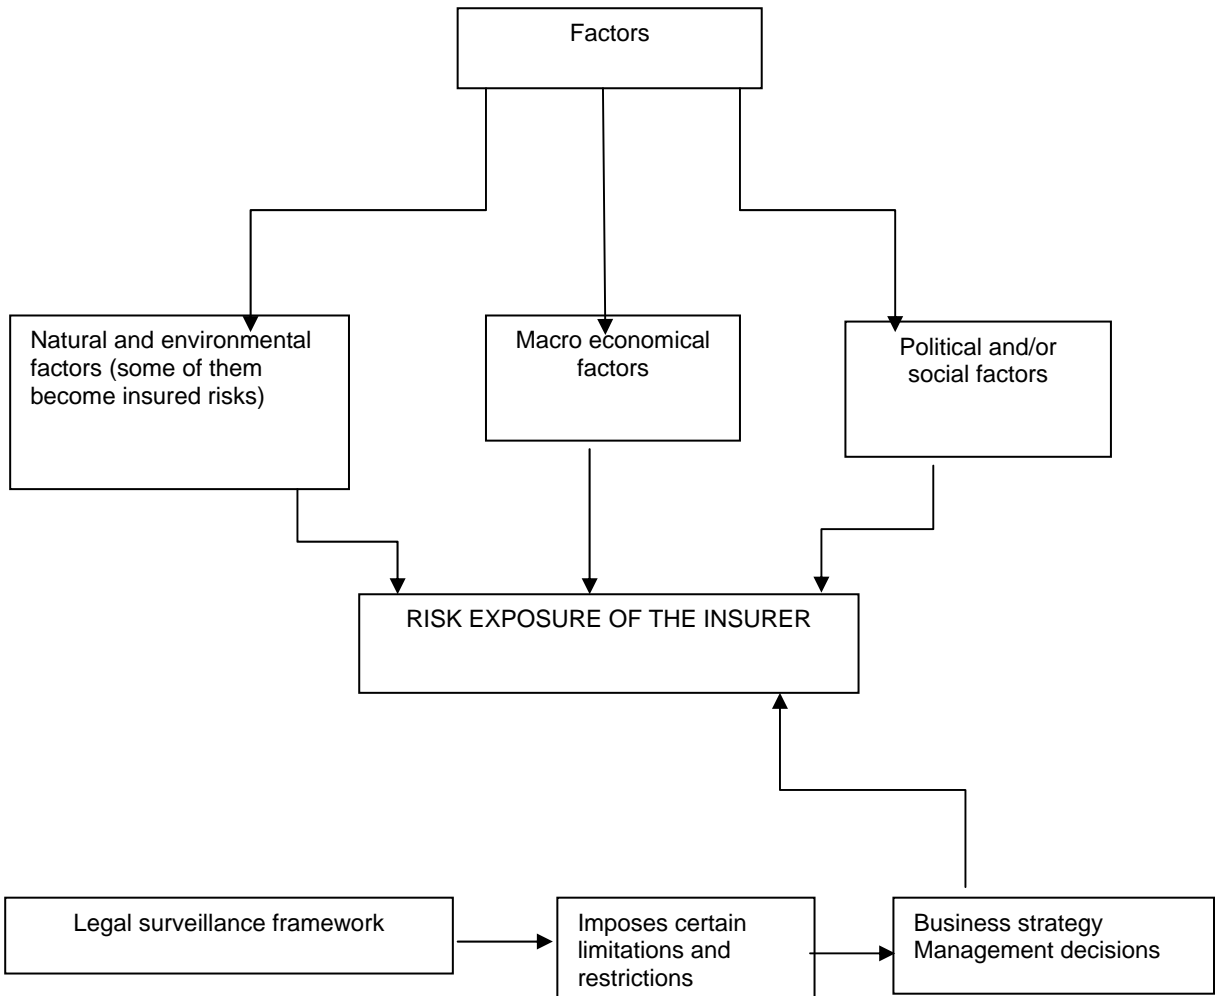 Factors
Natural and environmental
factors (some of them
become insured risks)
Macro economical
factors
Political and/or
social factors
RISK EXPOSURE OF THE INSURER
Legal surveillance framework
Imposes certain
limitations and
restrictions
Business strategy
Management decisions